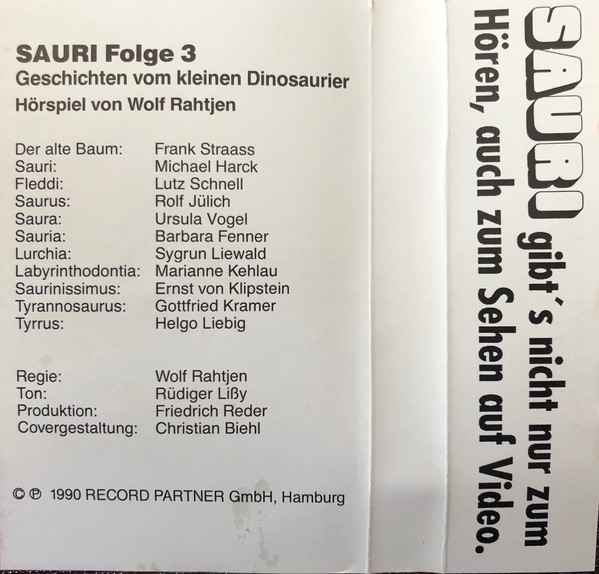 SAURI Folge 3
Geschichten vom kleinen Dinosaurier
Hörspiel von Wolf Rahtjen
Der alte Baum: Frank Straass
Sauri: Michael Harck
Fleddi: Lutz Schnell
Saurus: Rolf Jülich
Saura: Ursula Vogel
Sauria: Barbara Fenner
Lurchia: Sygrun Liewald
Labyrinthodontia: Marianne Kehlau
Saurinissimus: Ernst von Klipstein
Tyrannosaurus: Gottfried Kramer
Tyrrus: Helgo Liebig
Regie: Wolf Rahtjen
Ton: Rüdiger Lißy
Produktion: Friedrich Reder
Covergestaltung: Christian Biehl
© ℗ 1990 RECORD PARTNER GmbH, Hamburg
SAURI gibt´s nicht nur zum
Hören, auch zum Sehen auf Video.